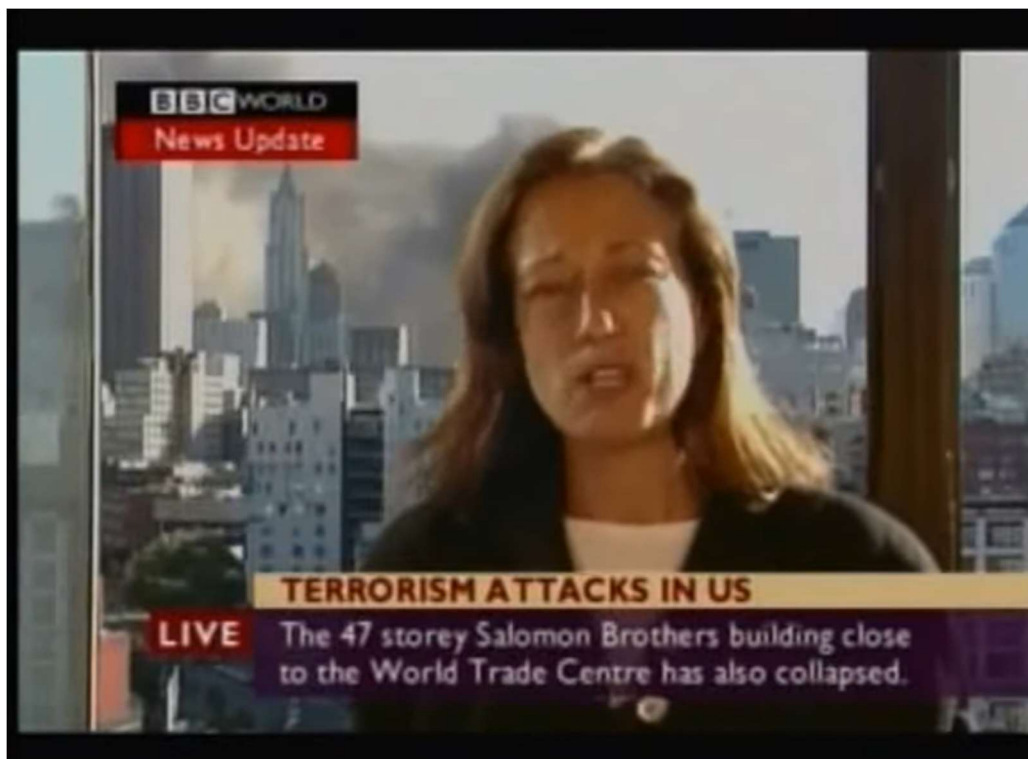 BBC WORLD
News Update
TERRORISM ATTACKS IN US
LIVE
The 47 storey Salomon Brothers building close
to the World Trade Centre has also collapsed.